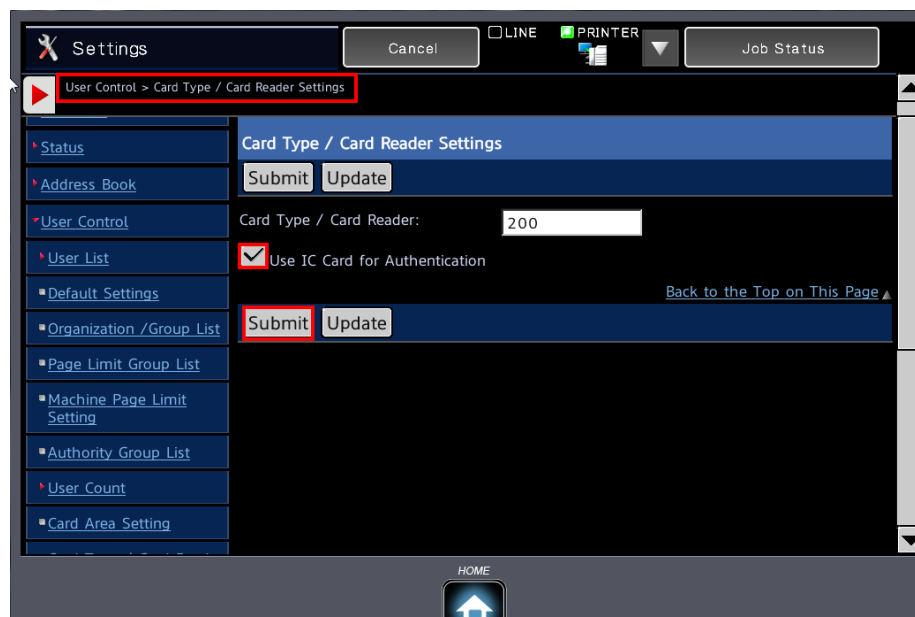 Settings
Cancel
LINE
PRINTER
Job Status
User Control > Card Type / Card Reader Settings
Status
Address Book
User Control
User List
Default Settings
Organization /Group List
Page Limit Group List
Machine Page Limit
Setting
Authority Group List
User Count
Card Area Setting
Card Type / Card Reader Settings
Submit Update
Card Type / Card Reader:
200
Use IC Card for Authentication
Back to the Top on This Page
Submit Update
HOME